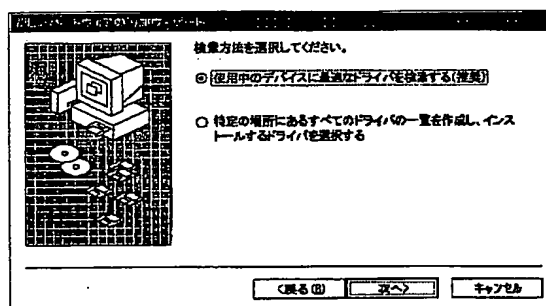 検索方法を選択してください。
使用中のデバイスに最適なドライバを検索する(推奨)
特定の場所にあるすべてのドライバの一覧を作成し、インス
トールするドライバを選択する
<戻る(B)
次へ>
キャンセル